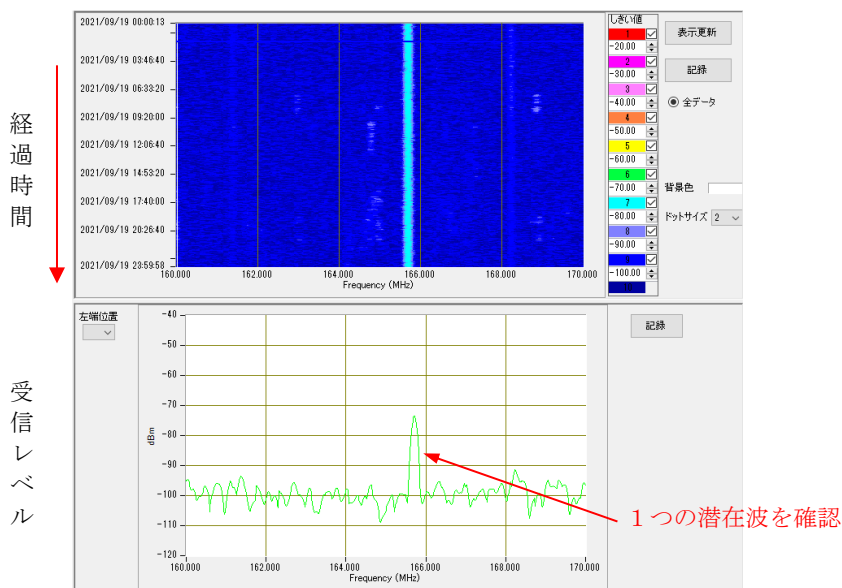 経過時間
2021/09/19 00:00:13
2021/09/19 03:46:40
2021/09/19 06:33:20
2021/09/19 09:20:00
2021/09/19 12:06:40
2021/09/19 14:53:20
2021/09/19 17:40:00
2021/09/19 20:26:40
2021/09/19 23:59:58
160.000 162.000 164.000 166.000 168.000 170.000
Frequency (MHz)
しきい値
1
-20.00
2
-30.00
3
-40.00
4
-50.00
5
-60.00
6
-70.00
7
-80.00
8
-90.00
9
-100.00
表示更新
記録
全データ
背景色
ドットサイズ 2
受信レベル
左端位置
dBm
-40
-50
-60
-70
-80
-90
-100
-110
-120
160.000 162.000 164.000 166.000 168.000 170.000
Frequency (MHz)
記録
1つの潜在波を確認